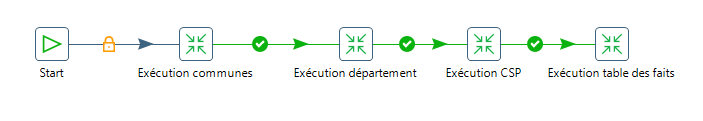 Start
Exécution communes
Exécution département
Exécution CSP
Exécution table des faits